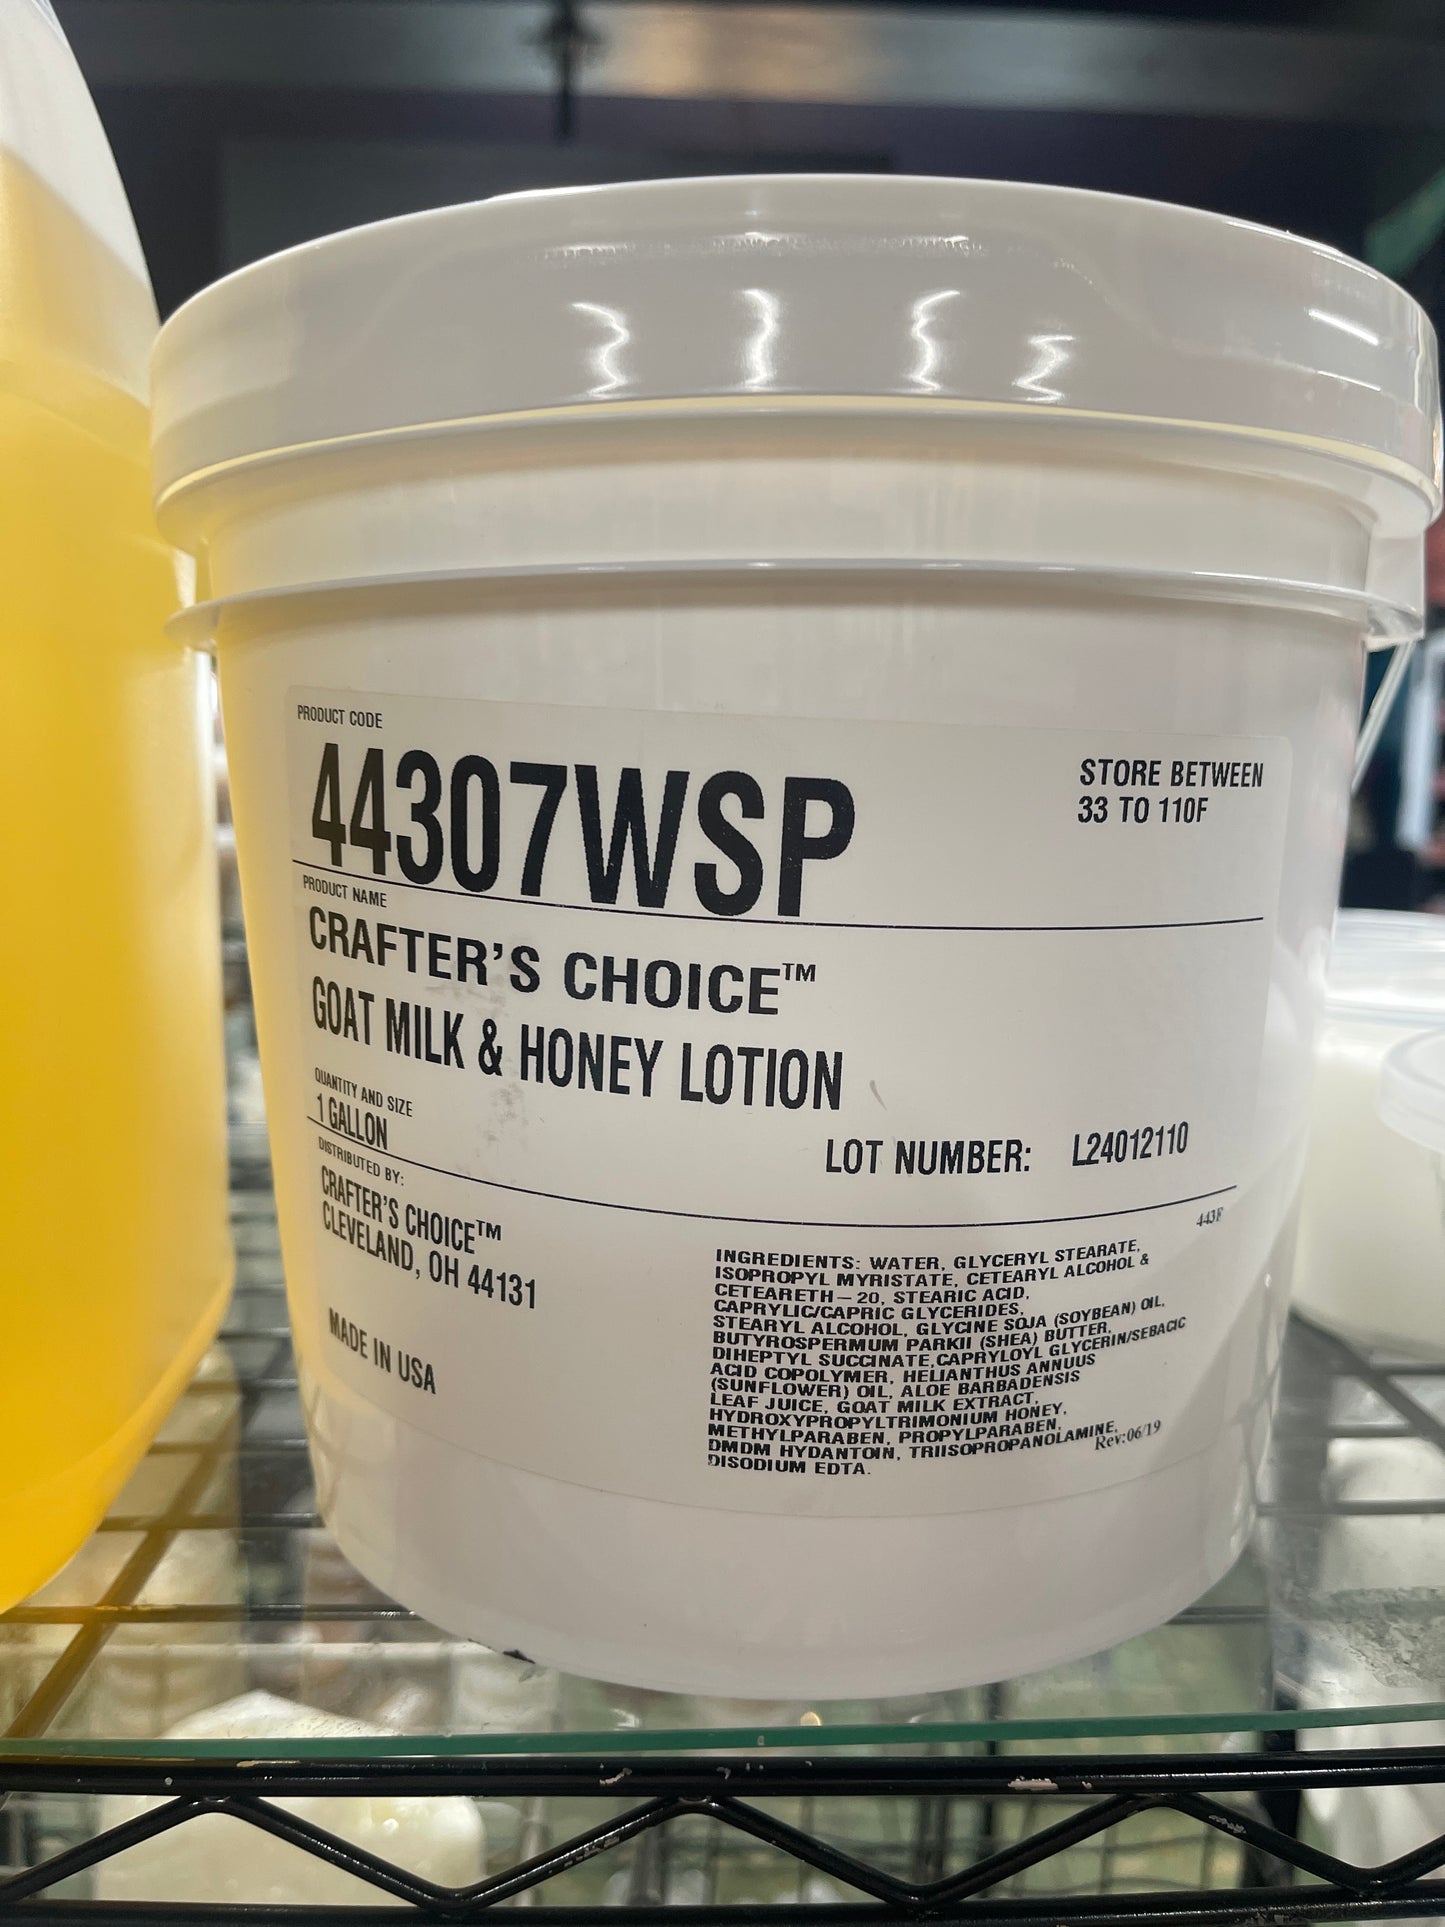 PRODUCT CODE
44307WSP
STORE BETWEEN
33 TO 110F
PRODUCT NAME
CRAFTER'S CHOICE™
GOAT MILK & HONEY LOTION
QUANTITY AND SIZE
1 GALLON
LOT NUMBER: L24012110
DISTRIBUTED BY:
CRAFTER'S CHOICE™
CLEVELAND, OH 44131
MADE IN USA
443F
INGREDIENTS: WATER, GLYCERYL STEARATE,
ISOPROPYL MYRISTATE, CETEARYL ALCOHOL &
CETEARETH-20, STEARIC ACID,
CAPRYLIC/CAPRIC GLYCERIDES,
STEARYL ALCOHOL, GLYCINE SOJA (SOYBEAN) OIL,
BUTYROSPERMUM PARKII (SHEA) BUTTER,
DIHEPTYL SUCCINATE,CAPRYLOYL GLYCERIN/SEBACIC
ACID COPOLYMER, HELIANTHUS ANNUUS
(SUNFLOWER) OIL, ALOE BARBADENSIS
LEAF JUICE, GOAT MILK EXTRACT,
HYDROXYPROPYLTRIMONIUM HONEY,
METHYLPARABEN, PROPYLPARABEN,
DMDM HYDANTOIN, TRIISOPROPANOLAMINE,
DISODIUM EDTA.
Rev:06/19